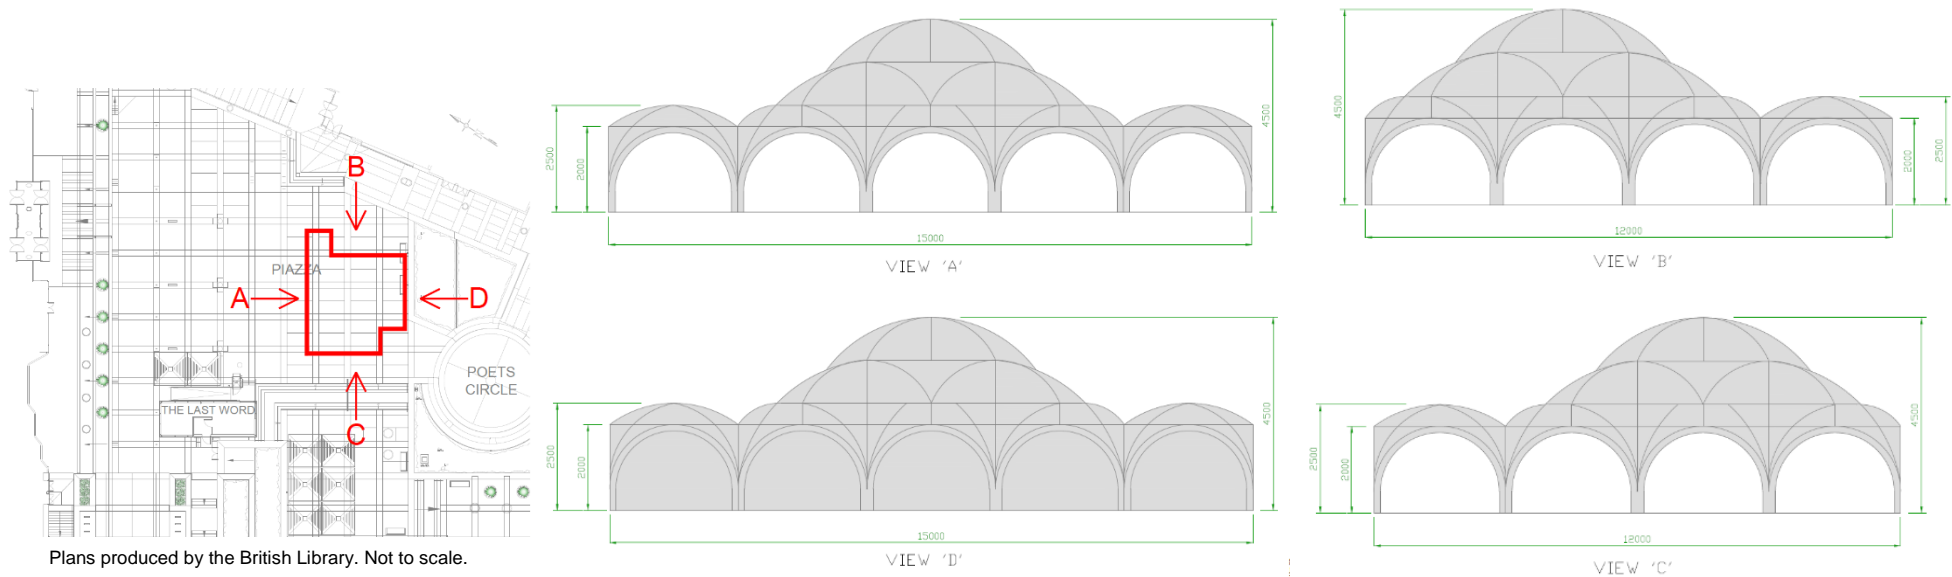 B
PIAZZA
A
D
POETS
CIRCLE
THE LAST WORD
C
Plans produced by the British Library. Not to scale.
2500
2000
4500
15000
VIEW 'A'
4500
2000
2500
12000
VIEW 'B'
2500
2000
4500
15000
VIEW 'D'
2500
2000
4500
12000
VIEW 'C'